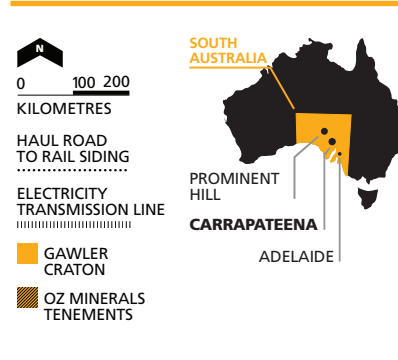 N
0 100 200
KILOMETRES
HAUL ROAD
TO RAIL SIDING
ELECTRICITY
TRANSMISSION LINE
GAWLER
CRATON
OZ MINERALS
TENEMENTS
SOUTH
AUSTRALIA
PROMINENT
HILL
CARRAPATEENA
ADELAIDE